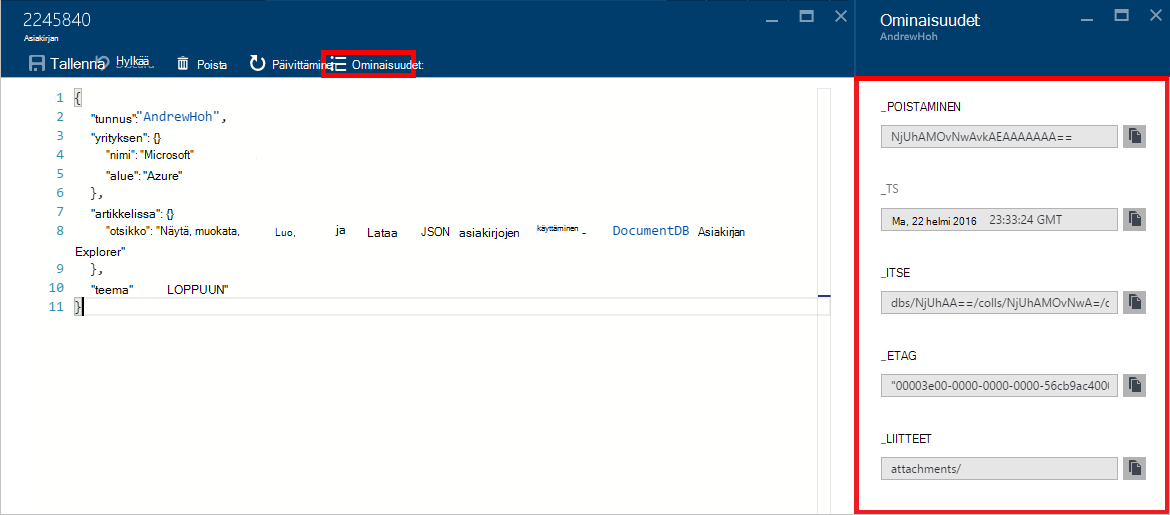 2245840
Asiakirjan
Tallenna Hylkää Poista Päivittäminen Ominaisuudet:
1 {
2 "tunnus":"AndrewHoh",
3 "yrityksen": {}
4 "nimi": "Microsoft"
5 "alue": "Azure"
6 },
7 "artikkelissa": {}
8 "otsikko": "Näytä, muokata, Luo, ja Lataa JSON asiakirjojen käyttäminen - DocumentDB Asiakirjan
Explorer"
9 },
10 "teema" LOPPUUN"
11 }
Ominaisuudet
AndrewHoh
_POISTAMINEN
NjUhAMOvNwAvkAEAAAAAAA==
_TS
Ma, 22 helmi 2016 23:33:24 GMT
_ITSE
dbs/NjUhAA==/colls/NjUhAMOvNwA=/c
_ETAG
"00003e00-0000-0000-0000-56cb9ac4000
_LIITTEET
attachments/